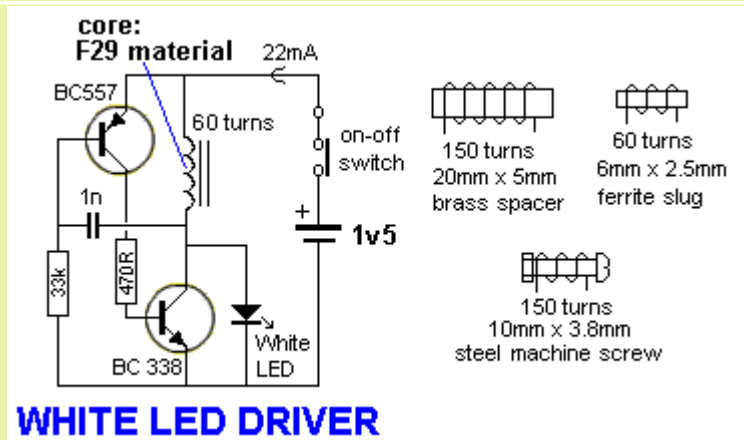 core:
F29 material
22mA
BC557
60 turns
on-off
switch
1n
+
1v5
33k
470R
White
LED
BC 338
150 turns
20mm x 5mm
brass spacer
60 turns
6mm x 2.5mm
ferrite slug
150 turns
10mm x 3.8mm
steel machine screw
WHITE LED DRIVER